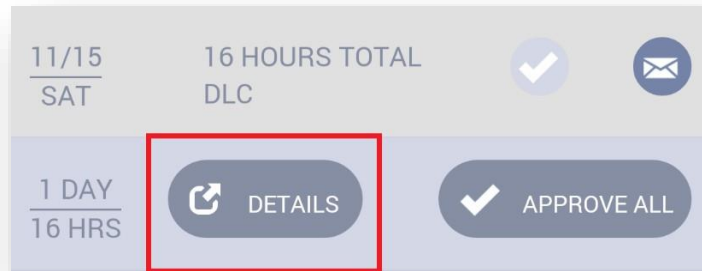 11/15
SAT
16 HOURS TOTAL
DLC
1 DAY
16 HRS
DETAILS
APPROVE ALL